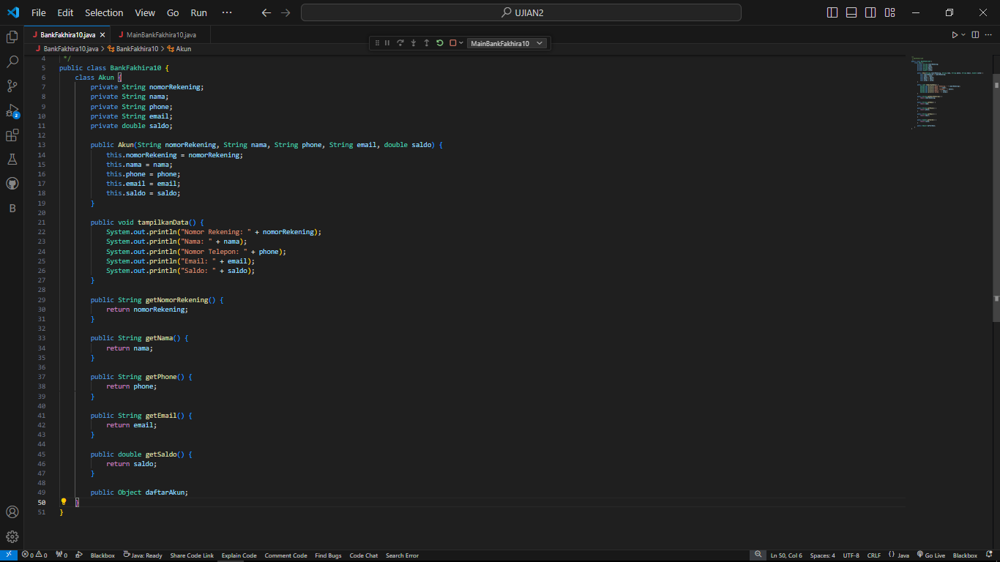 File Edit Selection View Go Run ··· UJIAN2
J BankFakhira10.java × J MainBankFakhira10.java
MainBankFakhira10
J BankFakhira10.java > BankFakhira10 > Akun
4 */
5 public class BankFakhira10 {
6 class Akun {
7 private String nomorRekening;
8 private String nama;
9 private String phone;
10 private String email;
11 private double saldo;
12
13 public Akun(String nomorRekening, String nama, String phone, String email, double saldo) {
14 this.nomorRekening = nomorRekening;
15 this.nama = nama;
16 this.phone = phone;
17 this.email = email;
18 this.saldo = saldo;
19 }
20
21 public void tampilkanData() {
22 System.out.println("Nomor Rekening: " + nomorRekening);
23 System.out.println("Nama: " + nama);
24 System.out.println("Nomor Telepon: " + phone);
25 System.out.println("Email: " + email);
26 System.out.println("Saldo: " + saldo);
27 }
28
29 public String getNomorRekening() {
30 return nomorRekening;
31 }
32
33 public String getNama() {
34 return nama;
35 }
36
37 public String getPhone() {
38 return phone;
39 }
40
41 public String getEmail() {
42 return email;
43 }
44
45 public double getSaldo() {
46 return saldo;
47 }
48
49 public Object daftarAkun;
50 }
51 }
2
B
0 0 0 Blackbox Java: Ready Share Code Link Explain Code Comment Code Find Bugs Code Chat Search Error Ln 50, Col 6 Spaces: 4 UTF-8 CRLF {} Java Go Live Blackbox